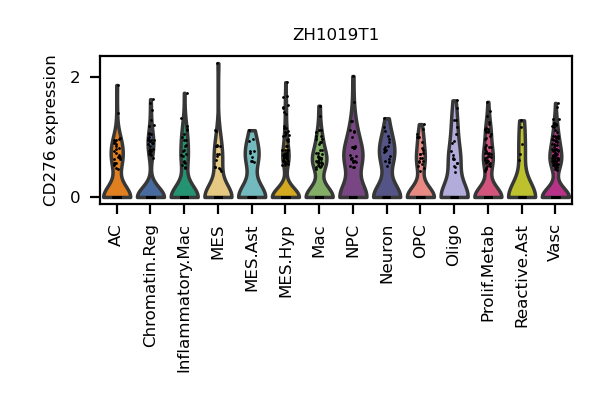 ZH1019T1
CD276 expression
2
0
AC
Chromatin.Reg
Inflammatory.Mac
MES
MES.Ast
MES.Hyp
Mac
NPC
Neuron
OPC
Oligo
Prolif.Metab
Reactive.Ast
Vasc